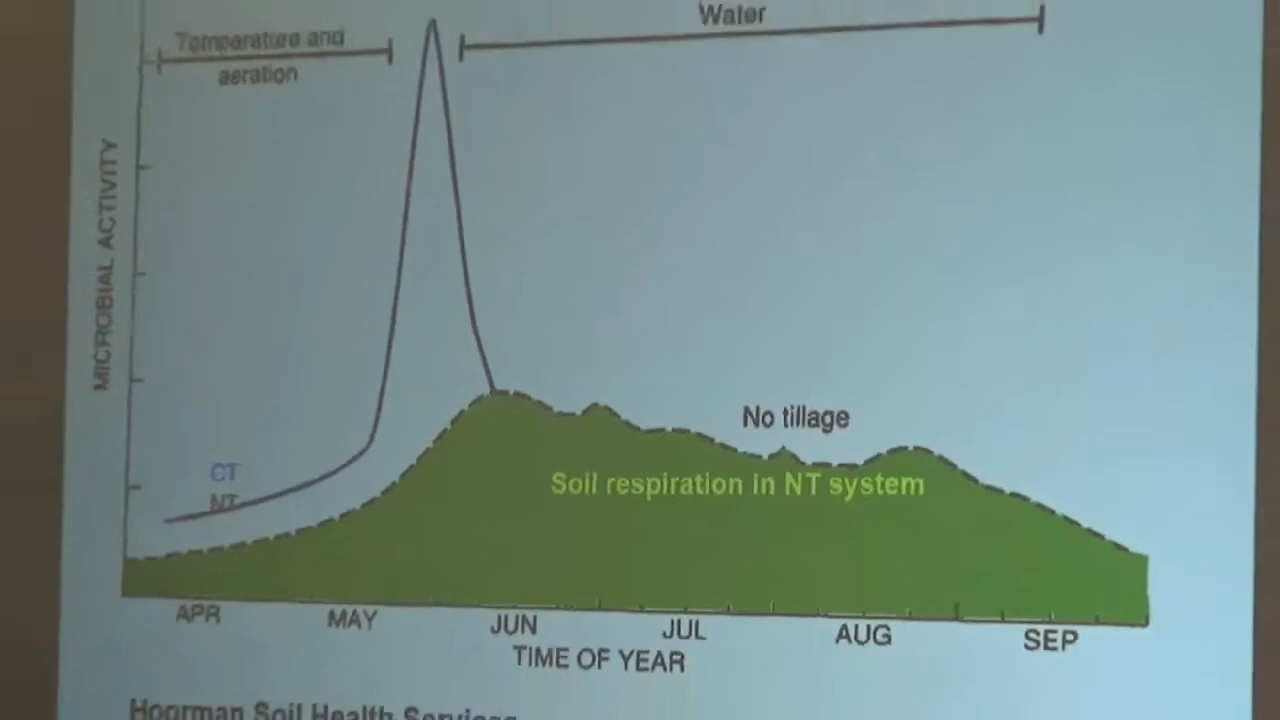 Water
Temperature and
aeration
MICROBIAL ACTIVITY
No tillage
CT
Soil respiration in NT system
NT
APR MAY JUN JUL AUG SEP
TIME OF YEAR
Hoorman Soil Health Services